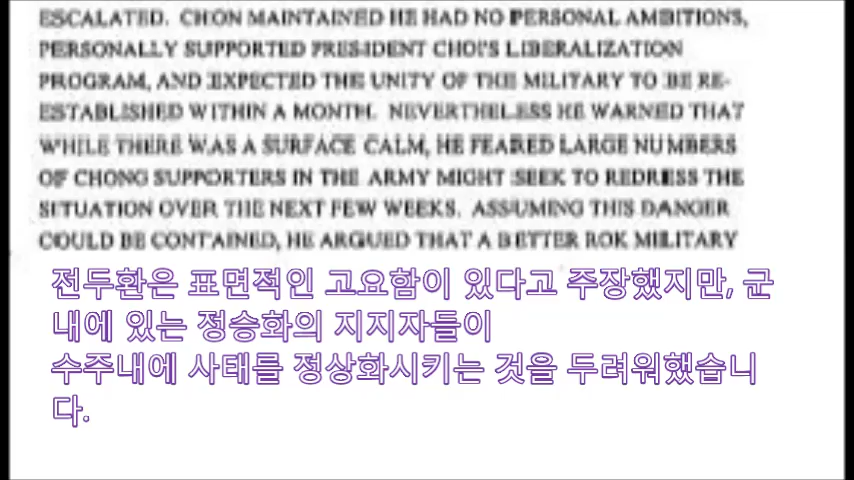 ESCALATED. CHON MAINTAINED HE HAD NO PERSONAL AMBITIONS,
PERSONALLY SUPPORTED PRESIDENT CHOI'S LIBERALIZATION
PROGRAM, AND EXPECTED THE UNITY OF THE MILITARY TO BE RE-
ESTABLISHED WITHIN A MONTH. NEVERTHELESS HE WARNED THAT
WHILE THERE WAS A SURFACE CALM, HE FEARED LARGE NUMBERS
OF CHONG SUPPORTERS IN THE ARMY MIGHT SEEK TO REDRESS THE
SITUATION OVER THE NEXT FEW WEEKS. ASSUMING THIS DANGER
COULD BE CONTAINED, HE ARGUED THAT A BETTER ROK MILITARY
전두환은 표면적인 고요함이 있다고 주장했지만, 군
내에 있는 정승화의 지지자들이
수주내에 사태를 정상화시키는 것을 두려워했습니
다.